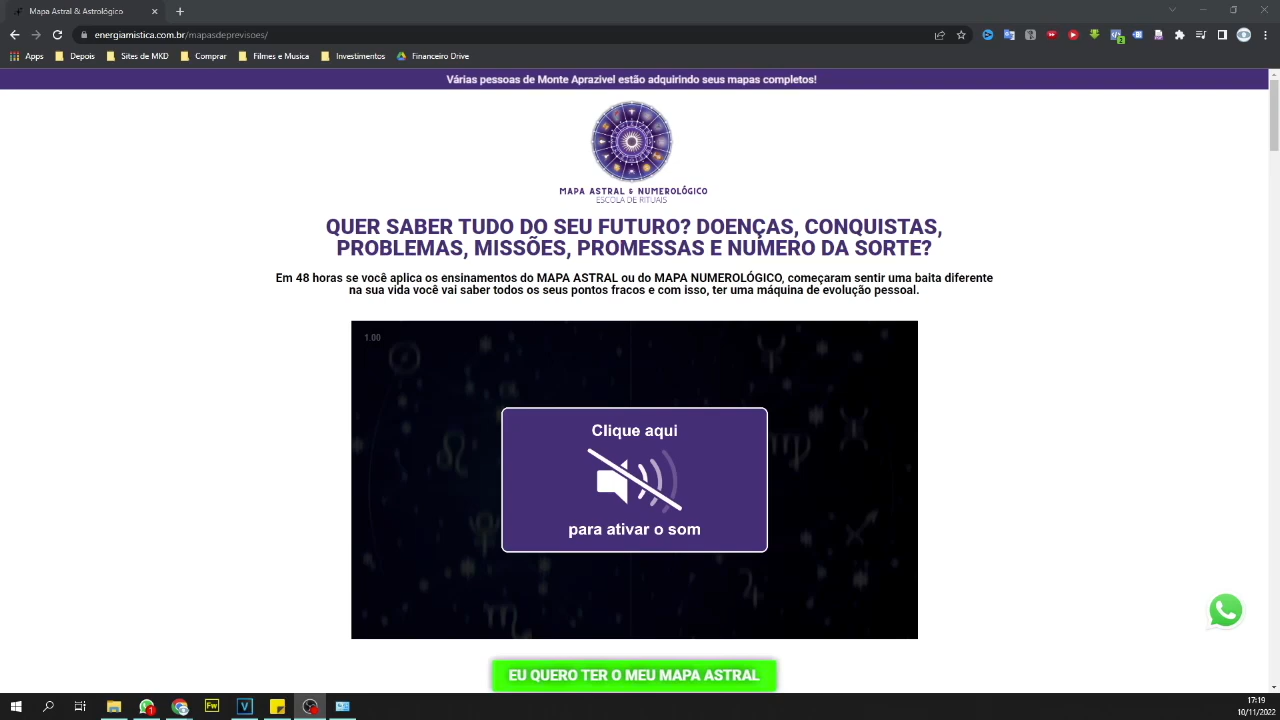 Mapa Astral & Numerológico
energiamistica.com.br/mapasdeprevisoes/
Apps Depois Sites de MKD Comprar Filmes e Musica Investimentos Financeiro Drive
Várias pessoas de Monte Aprazivel estão adquirindo seus mapas completos!
MAPA ASTRAL & NUMEROLÓGICO
ESCOLA DE RITUAIS
QUER SABER TUDO DO SEU FUTURO? DOENÇAS, CONQUISTAS,
PROBLEMAS, MISSÕES, PROMESSAS E NUMERO DA SORTE?
Em 48 horas se você aplica os ensinamentos do MAPA ASTRAL ou do MAPA NUMEROLÓGICO, começaram sentir uma baita diferente
na sua vida você vai saber todos os seus pontos fracos e com isso, ter uma máquina de evolução pessoal.
1.00
Clique aqui
para ativar o som
EU QUERO TER O MEU MAPA ASTRAL
Fw
V
17:19
10/11/2022